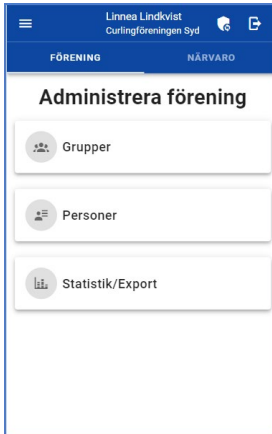 Linnea Lindkvist
Curlingföreningen Syd
FÖRENING
NÄRVARO
Administrera förening
Grupper
Personer
Statistik/Export